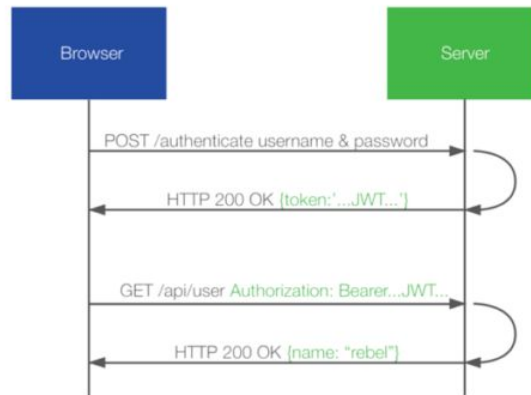 Browser
Server
POST /authenticate username & password
HTTP 200 OK {token:'...JWT...'}
GET /api/user Authorization: Bearer...JWT...
HTTP 200 OK {name: “rebel”}